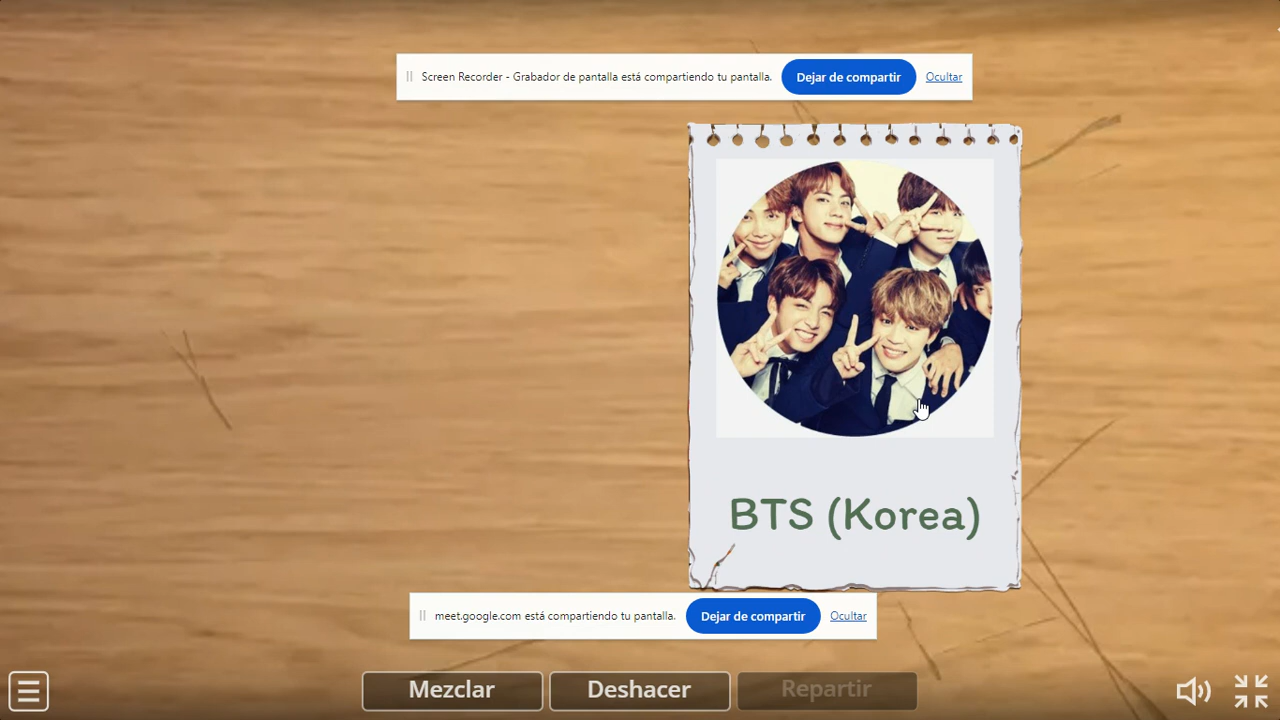 Screen Recorder - Grabador de pantalla está compartiendo tu pantalla. Dejar de compartir Ocultar
BTS (Korea)
meet.google.com está compartiendo tu pantalla. Dejar de compartir Ocultar
Mezclar Deshacer Repartir